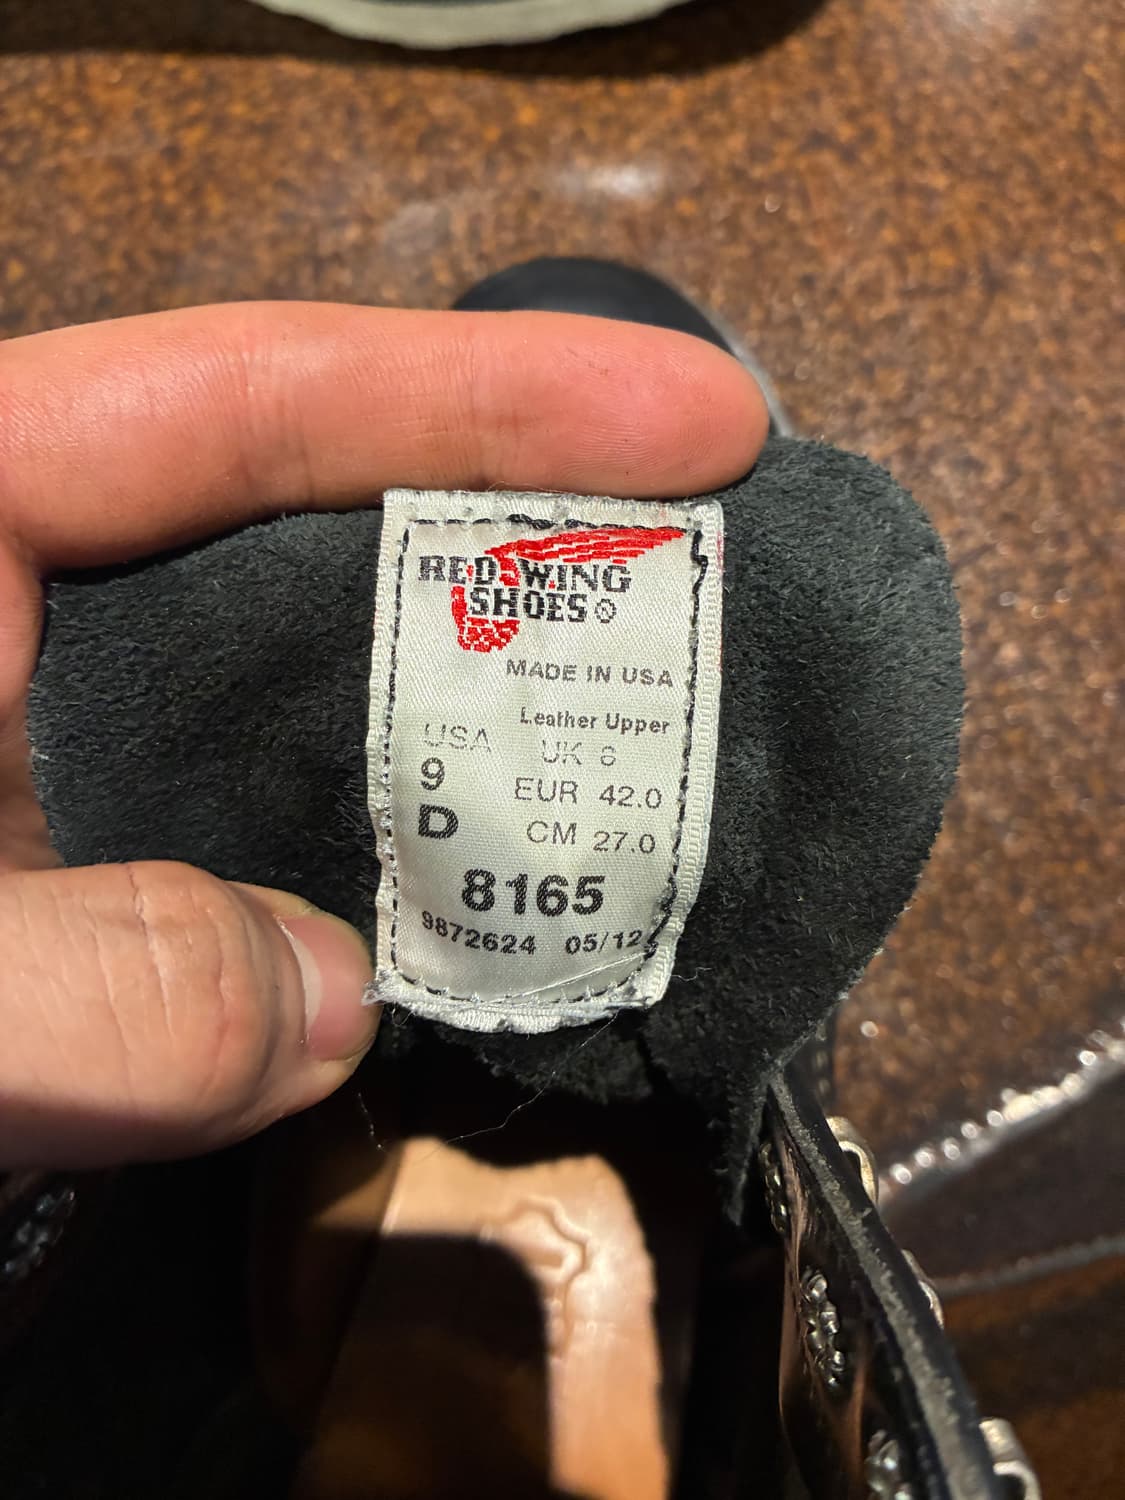 RED WING
SHOES®
MADE IN USA
Leather Upper
USA
UK 8
9
EUR 42.0
D
CM 27.0
8165
9872624 05/12